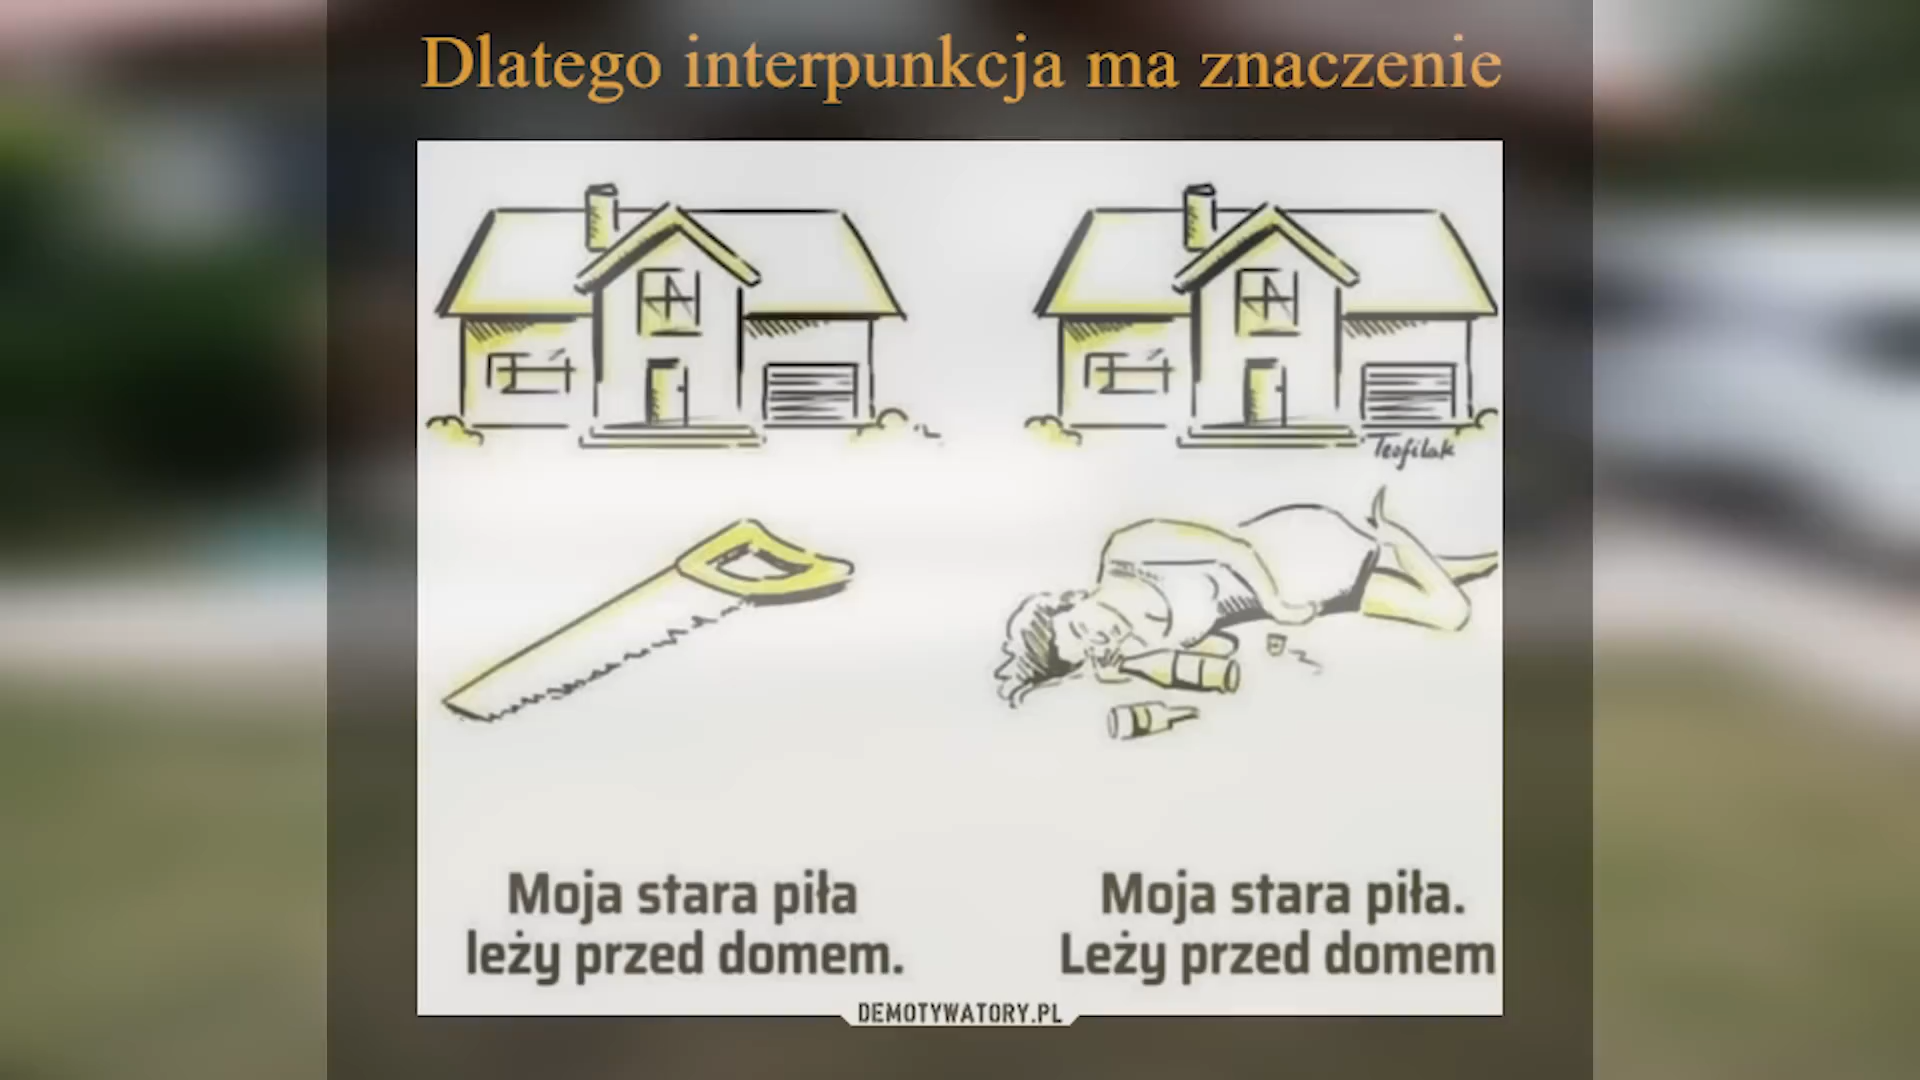 Dlatego interpunkcja ma znaczenie
Teofilak
Moja stara piła
leży przed domem.
Moja stara piła.
Leży przed domem
DEMOTYWATORY.PL